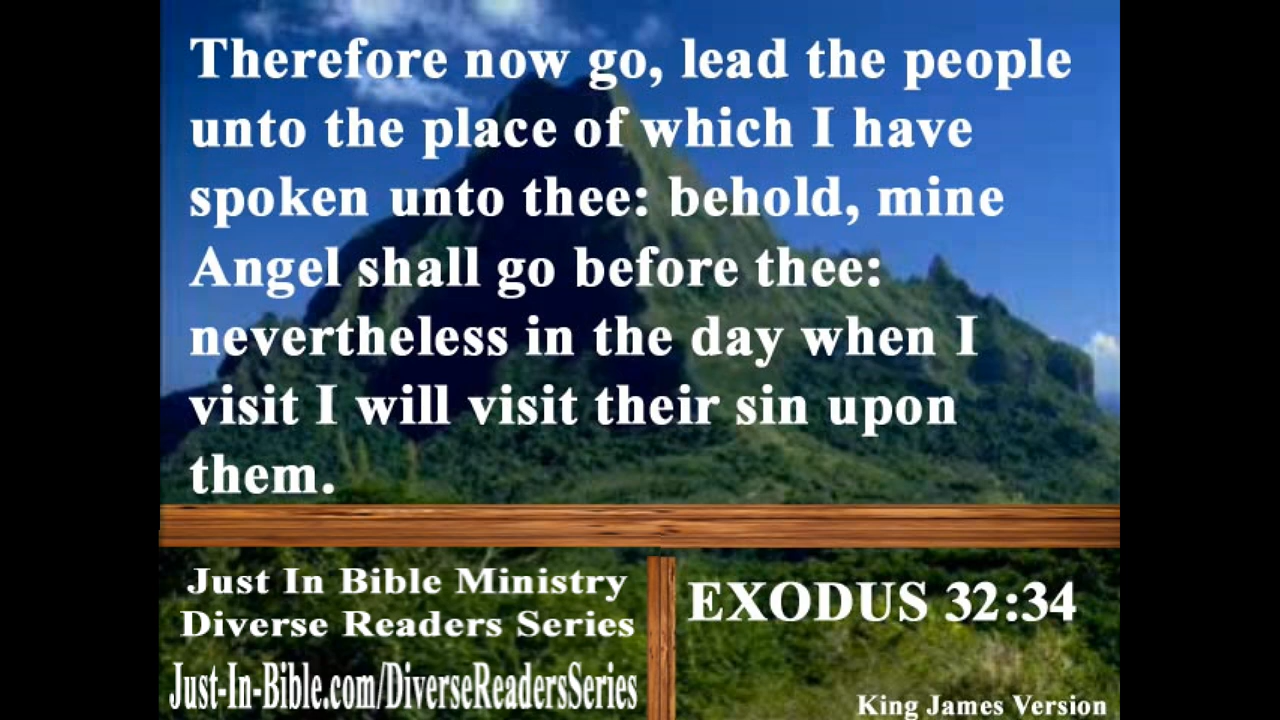 Therefore now go, lead the people
unto the place of which I have
spoken unto thee: behold, mine
Angel shall go before thee:
nevertheless in the day when I
visit I will visit their sin upon
them.
Just In Bible Ministry
Diverse Readers Series
Just-In-Bible.com/DiverseReadersSeries
EXODUS 32:34
King James Version